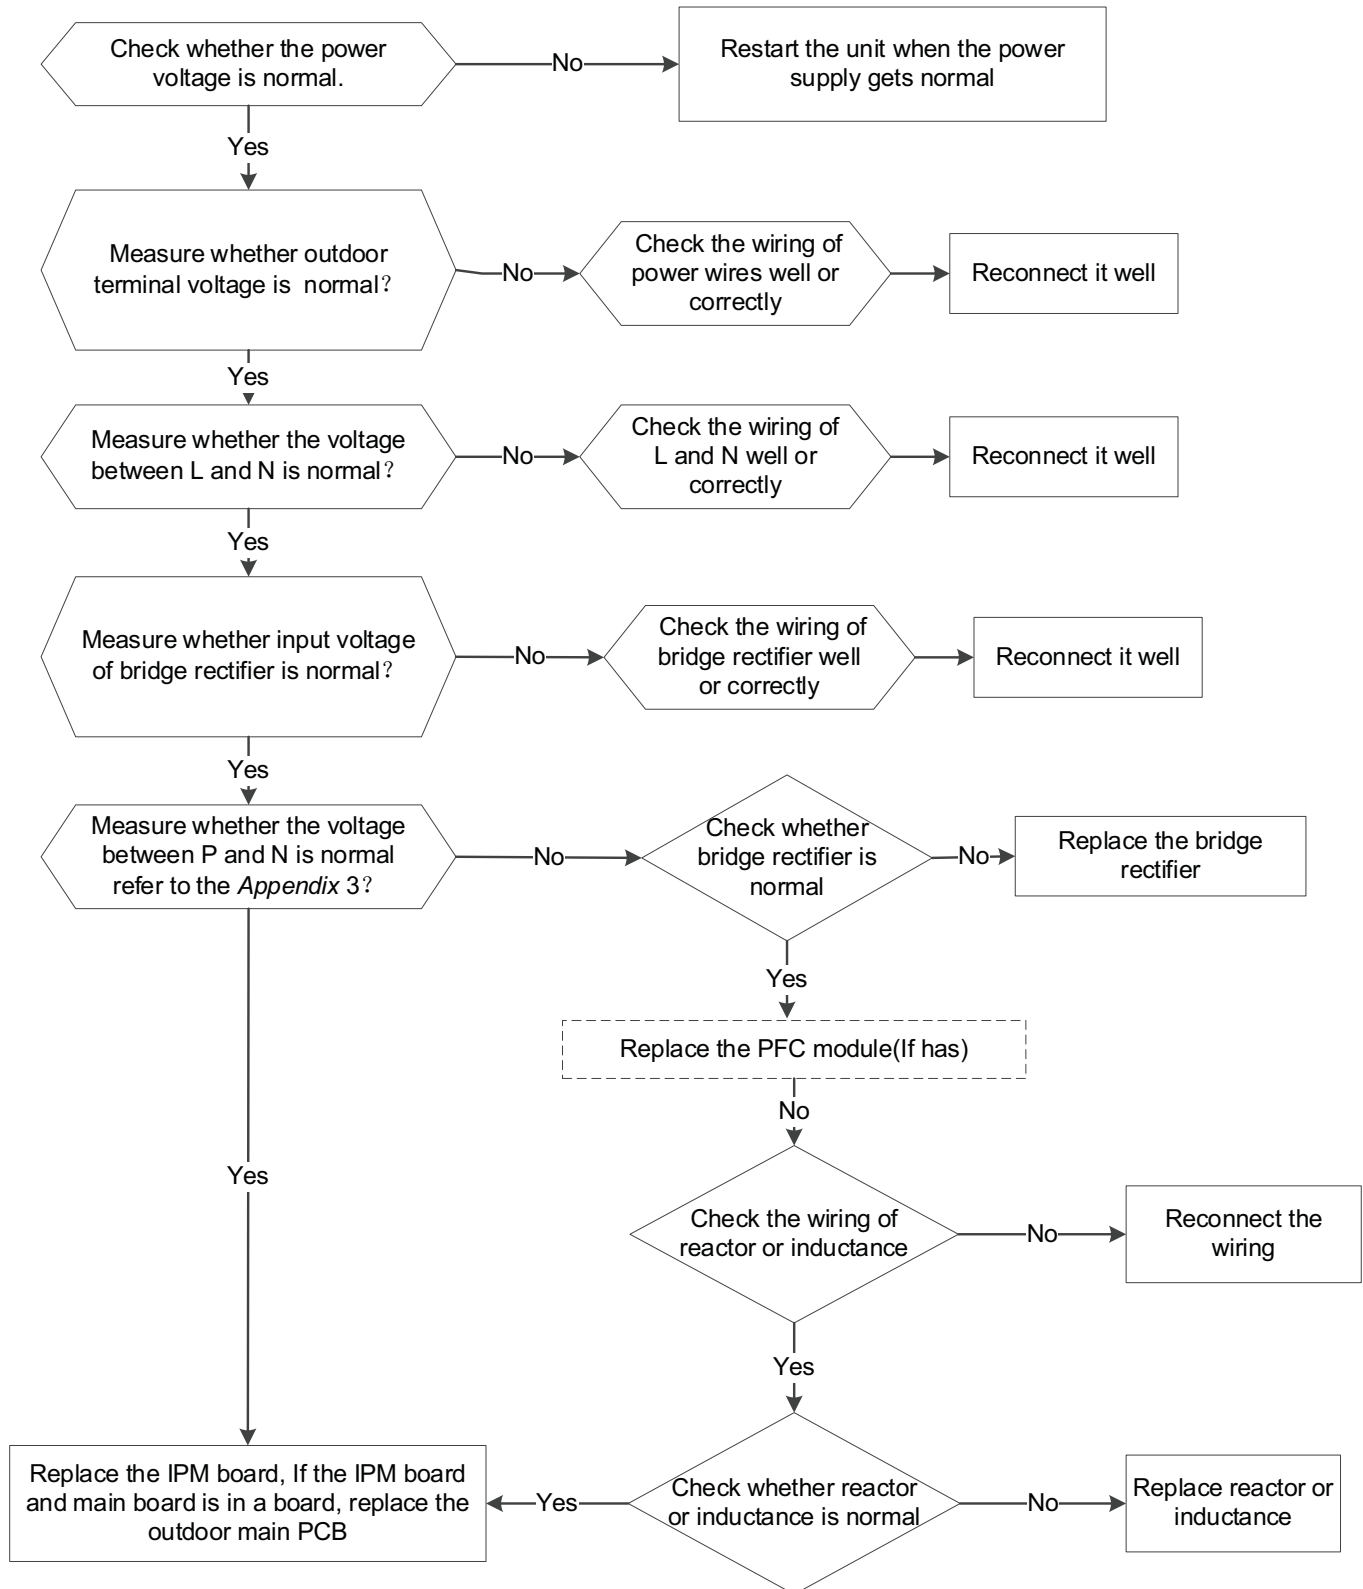 Check whether the power
voltage is normal.
No
Restart the unit when the power
supply gets normal
Yes
Measure whether outdoor
terminal voltage is  normal？
No
Check the wiring of
power wires well or
correctly
Reconnect it well
Yes
Measure whether the voltage
between L and N is normal？
No
Check the wiring of
L and N well or
correctly
Reconnect it well
Yes
Measure whether input voltage
of bridge rectifier is normal？
No
Check the wiring of
bridge rectifier well
or correctly
Reconnect it well
Yes
Measure whether the voltage
between P and N is normal
refer to the Appendix 3？
No
Check whether
bridge rectifier is
normal
No
Replace the bridge
rectifier
Yes
Replace the PFC module(If has)
No
Yes
Check the wiring of
reactor or inductance
No
Reconnect the
wiring
Yes
Replace the IPM board, If the IPM board
and main board is in a board, replace the
outdoor main PCB
Yes
Check whether reactor
or inductance is normal
No
Replace reactor or
inductance